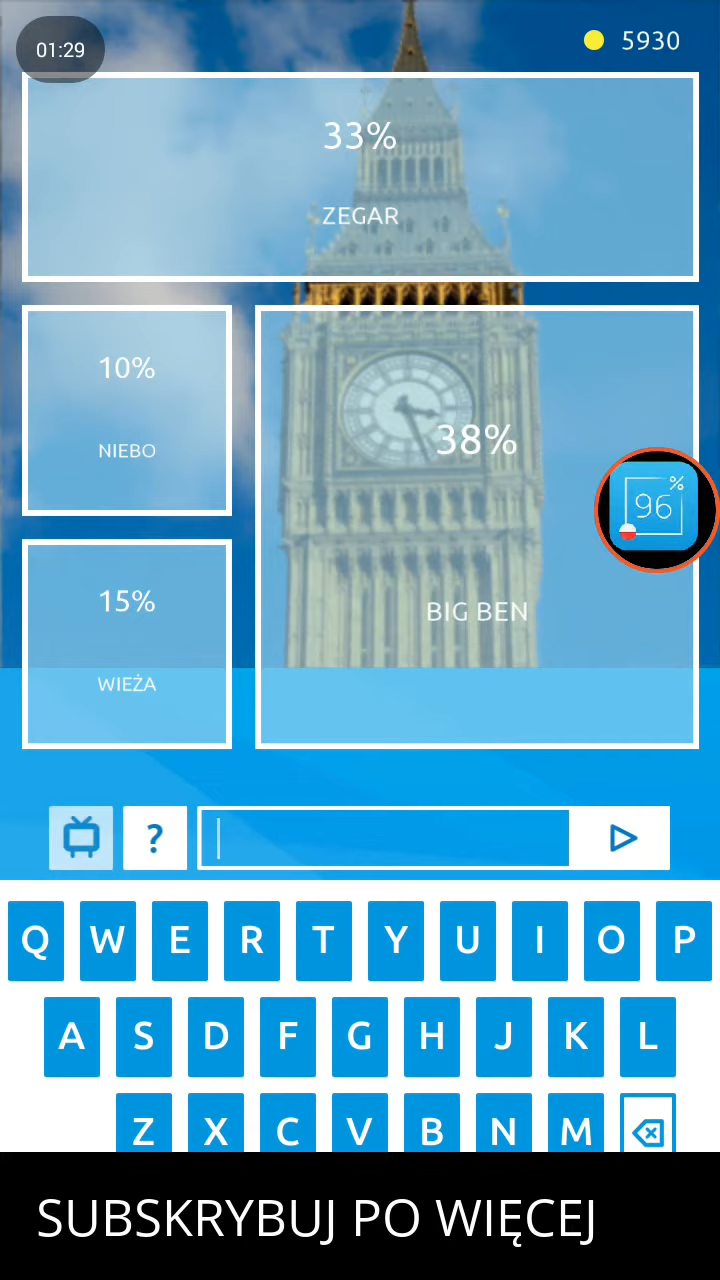 01:29
5930
33%
ZEGAR
10%
NIEBO
38%
BIG BEN
96%
15%
WIEŻA
?
Q W E R T Y U I O P
A S D F G H J K L
Z X C V B N M
SUBSKRYBUJ PO WIĘCEJ